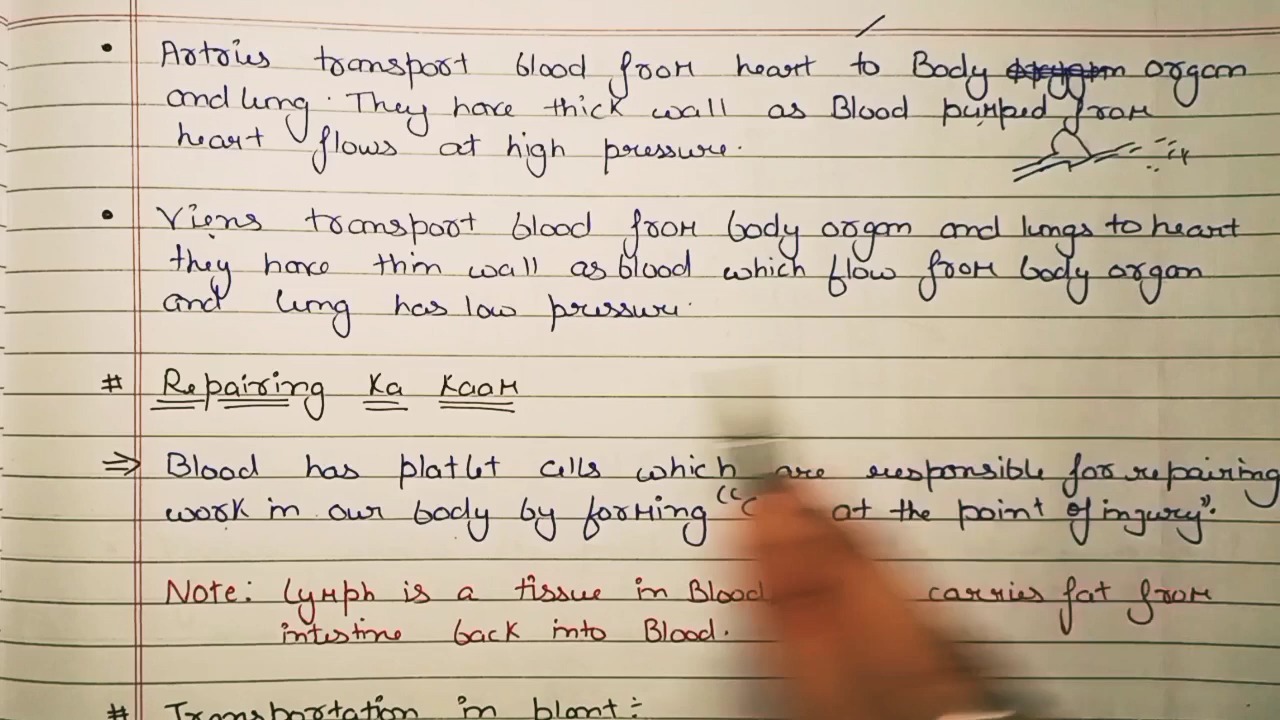 Artries transport blood from heart to Body organ
and lung. They have thick wall as Blood pumped from
heart flows at high pressure.
Viens transport blood from body organ and lungs to heart
they have thin wall as blood which flow from body organ
and lung has low pressure.
# Repairing Ka Kaam
⇒ Blood has platlet cells which are responsible for repairing
work in our body by forming “ at the point of injury”.
Note: Lymph is a tissue in Blood carries fat from
intestine back into Blood.
# Transportation in plant: